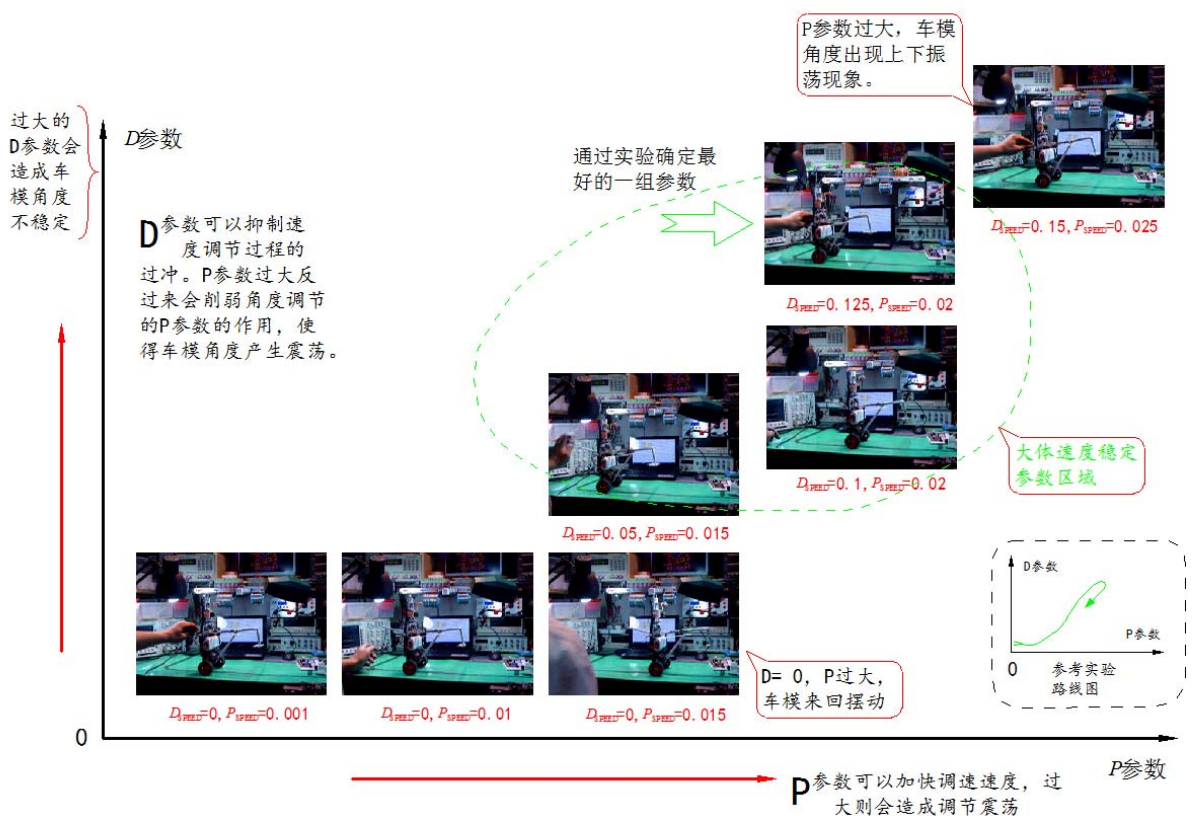 P参数过大，车模
角度出现上下振
荡现象。
过大的
D参数会
造成车
模角度
不稳定
D参数
通过实验确定最
好的一组参数
D参数可以抑制速
度调节过程的
过冲。P参数过大反
过来会削弱角度调节
的P参数的作用，使
得车模角度产生震荡。
DSPEED=0.15, PSPEED=0.025
DSPEED=0.125, PSPEED=0.02
大体速度稳定
参数区域
DSPEED=0.1, PSPEED=0.02
DSPEED=0.05, PSPEED=0.015
D参数
P参数
0
参考实验
路线图
D= 0, P过大，
车模来回摆动
DSPEED=0, PSPEED=0.001
DSPEED=0, PSPEED=0.01
DSPEED=0, PSPEED=0.015
0
P参数
P参数可以加快调速速度，过
大则会造成调节震荡